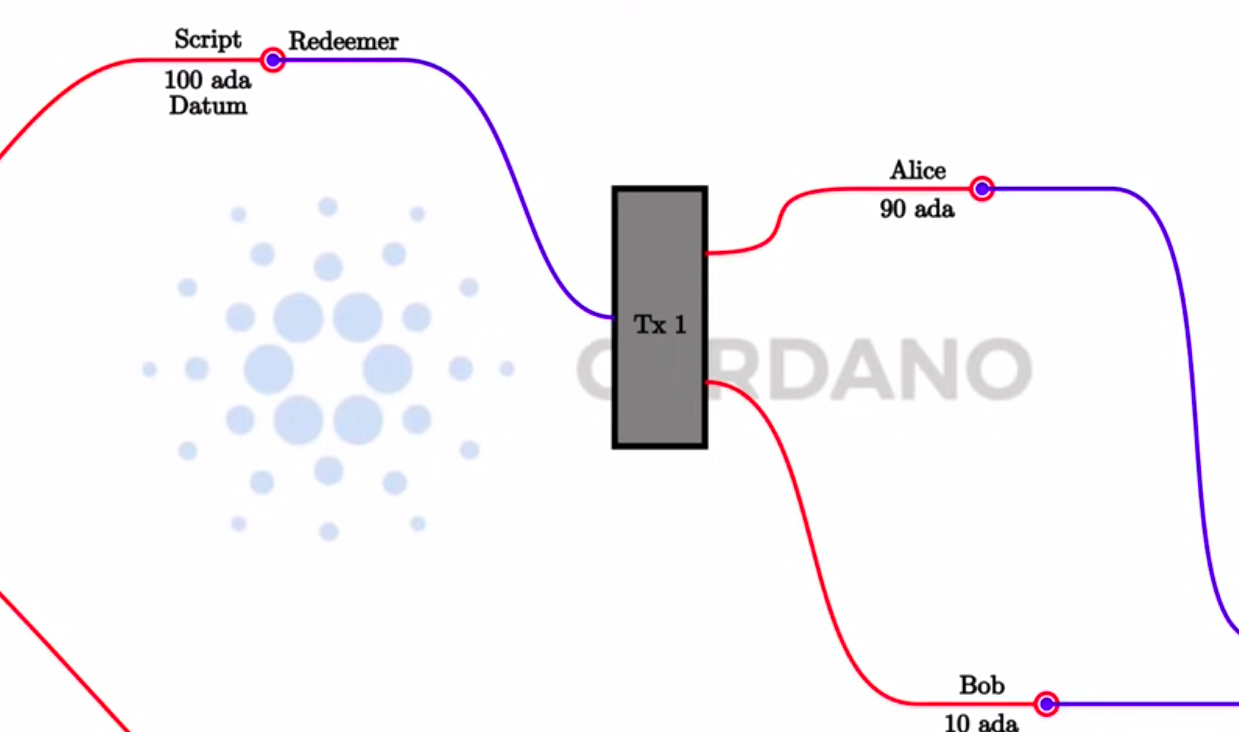 Script
Redeemer
100 ada
Datum
Alice
90 ada
Tx 1
CARDANO
Bob
10 ada